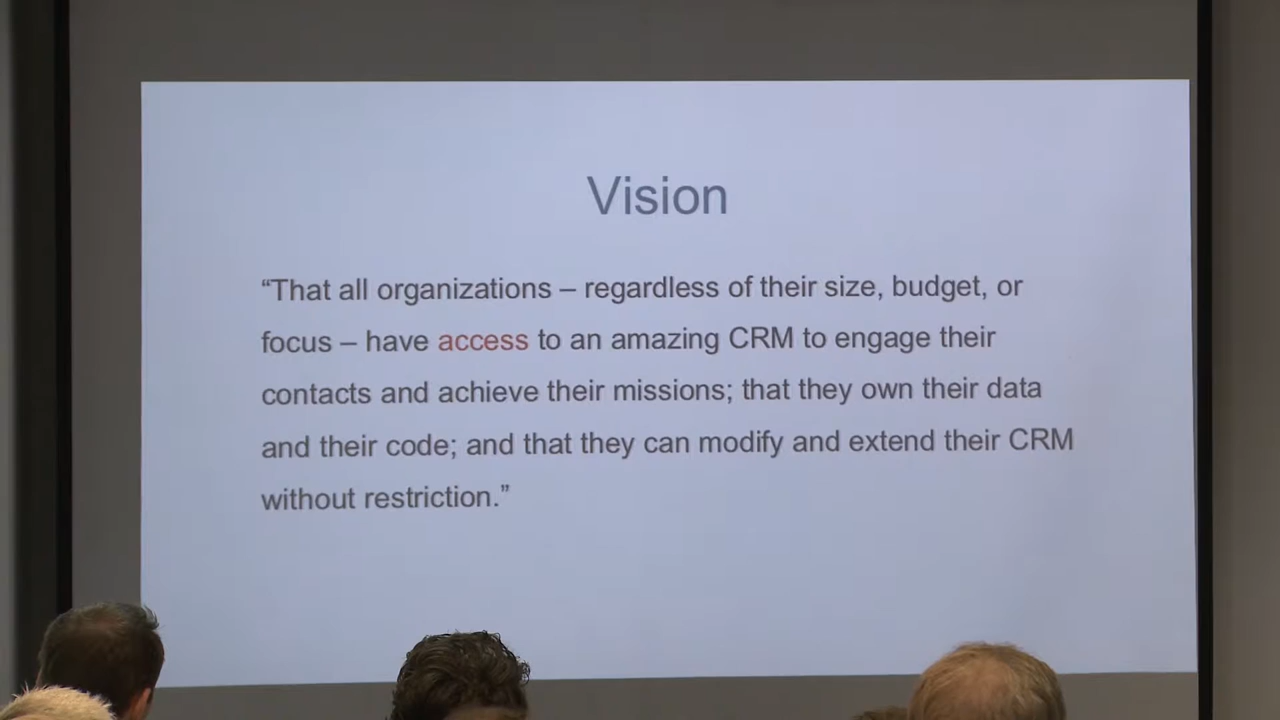 Vision
“That all organizations – regardless of their size, budget, or
focus – have access to an amazing CRM to engage their
contacts and achieve their missions; that they own their data
and their code; and that they can modify and extend their CRM
without restriction.”